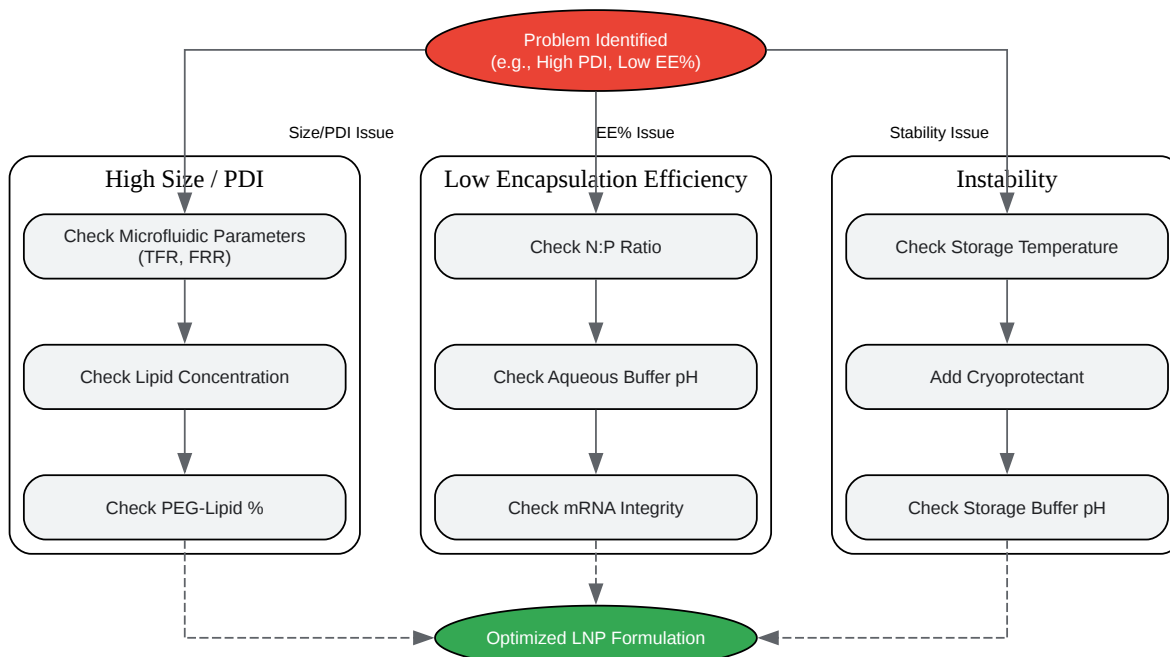 Problem Identified
(e.g., High PDI, Low EE%)
Size/PDI Issue
EE% Issue
Stability Issue
High Size / PDI
Low Encapsulation Efficiency
Instability
Check Microfluidic Parameters
(TFR, FRR)
Check N:P Ratio
Check Storage Temperature
Check Lipid Concentration
Check Aqueous Buffer pH
Add Cryoprotectant
Check PEG-Lipid %
Check mRNA Integrity
Check Storage Buffer pH
Optimized LNP Formulation